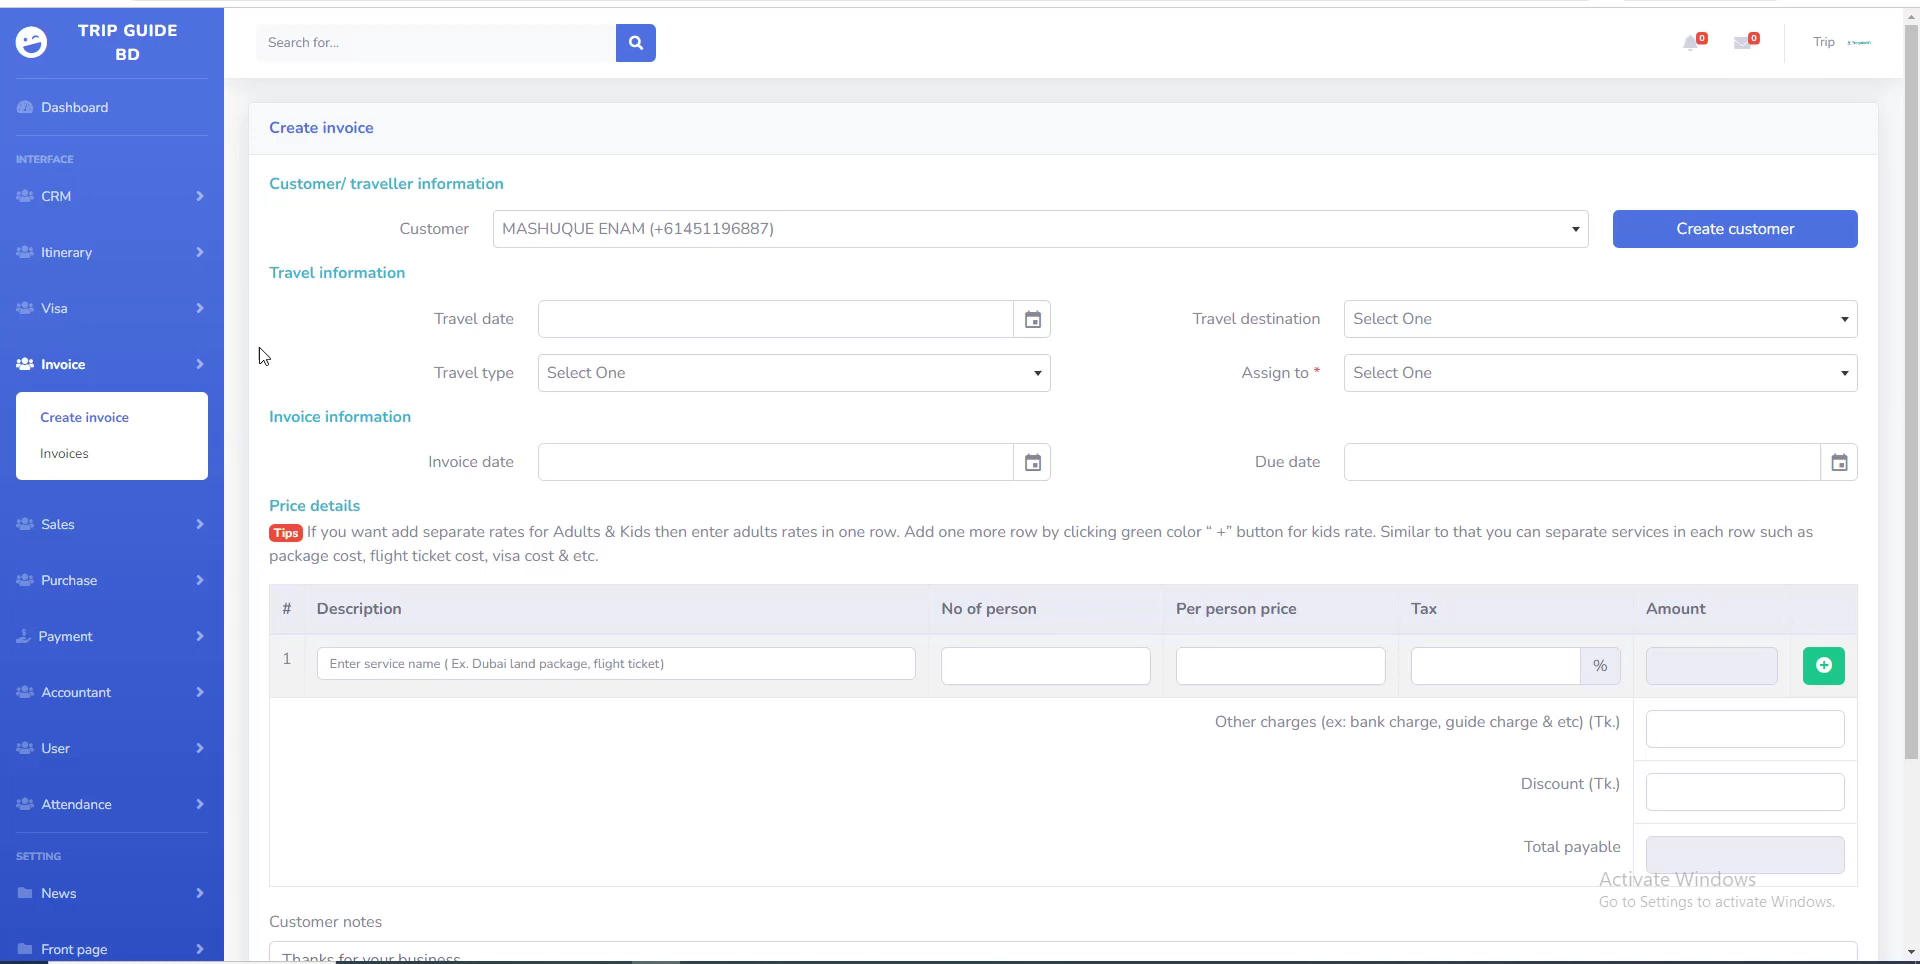 TRIP GUIDE
BD
Search for...
0
0
Trip
Dashboard
INTERFACE
CRM
Itinerary
Visa
Invoice
Create invoice
Invoices
Sales
Purchase
Payment
Accountant
User
Attendance
SETTING
News
Front page
Create invoice
Customer/ traveller information
Customer
MASHUQUE ENAM (+61451196887)
Create customer
Travel information
Travel date
Travel destination
Select One
Travel type
Select One
Assign to *
Select One
Invoice information
Invoice date
Due date
Price details
Tips If you want add separate rates for Adults & Kids then enter adults rates in one row. Add one more row by clicking green color “ +” button for kids rate. Similar to that you can separate services in each row such as
package cost, flight ticket cost, visa cost & etc.
# Description No of person Per person price Tax Amount
1 Enter service name ( Ex. Dubai land package, flight ticket) %
Other charges (ex: bank charge, guide charge & etc) (Tk.)
Discount (Tk.)
Total payable
Activate Windows
Go to Settings to activate Windows.
Customer notes
Thanks for your business